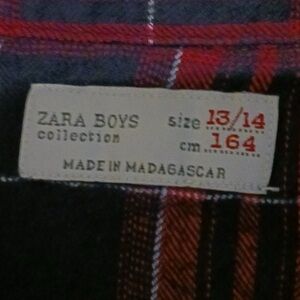 ZARA BOYS size 13/14
collection cm 164
MADE IN MADAGASCAR